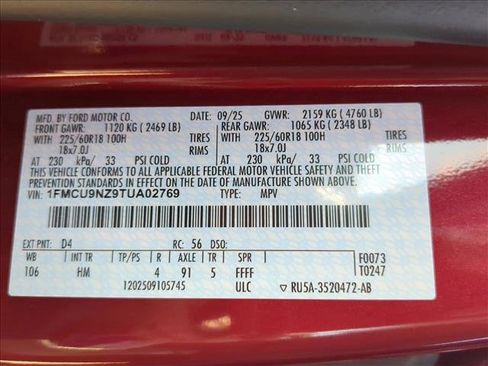 MFD. BY FORD MOTOR CO. 09/25 GVWR: 2159 KG ( 4760 LB)
FRONT GAWR: 1120 KG ( 2469 LB) REAR GAWR: 1065 KG ( 2348 LB)
WITH 225/60R18 100H TIRES WITH 225/60R18 100H TIRES
18x7.0J RIMS 18x7.0J RIMS
AT 230 kPa/ 33 PSI COLD AT 230 kPa/ 33 PSI COLD
THIS VEHICLE CONFORMS TO ALL APPLICABLE FEDERAL MOTOR VEHICLE SAFETY AND THEFT
PREVENTION STANDARDS IN EFFECT ON THE DATE OF MANUFACTURE SHOWN ABOVE.
VIN: 1FMCU9NZ9TUA02769 TYPE: MPV
EXT PNT: D4 RC: 56 DSO: F0073
WB INT TR TP/PS R AXLE TR SPR T0247
106 HM 4 91 5 FFFF
1202509105745 ULC ▼ RU5A-3520472-AB